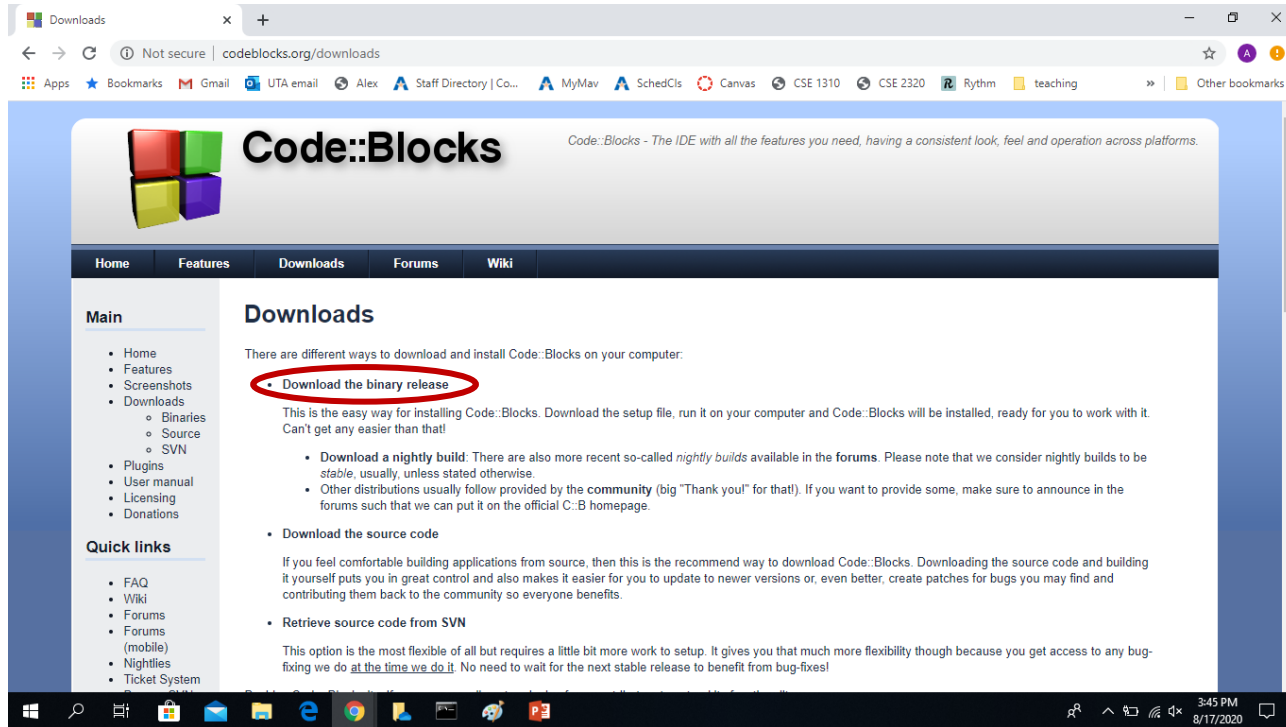 Downloads
Not secure | codeblocks.org/downloads
A
Apps Bookmarks Gmail UTA email Alex Staff Directory | Co... MyMav SchedCls Canvas CSE 1310 CSE 2320 Rythm teaching » Other bookmarks
Code::Blocks
Code::Blocks - The IDE with all the features you need, having a consistent look, feel and operation across platforms.
Home Features Downloads Forums Wiki
Main
Home
Features
Screenshots
Downloads
Binaries
Source
SVN
Plugins
User manual
Licensing
Donations
Quick links
FAQ
Wiki
Forums
Forums
(mobile)
Nightlies
Ticket System
Downloads
There are different ways to download and install Code::Blocks on your computer:
Download the binary release
This is the easy way for installing Code::Blocks. Download the setup file, run it on your computer and Code::Blocks will be installed, ready for you to work with it.
Can't get any easier than that!
Download a nightly build: There are also more recent so-called nightly builds available in the forums. Please note that we consider nightly builds to be
stable, usually, unless stated otherwise.
Other distributions usually follow provided by the community (big "Thank you!" for that!). If you want to provide some, make sure to announce in the
forums such that we can put it on the official C::B homepage.
Download the source code
If you feel comfortable building applications from source, then this is the recommend way to download Code::Blocks. Downloading the source code and building
it yourself puts you in great control and also makes it easier for you to update to newer versions or, even better, create patches for bugs you may find and
contributing them back to the community so everyone benefits.
Retrieve source code from SVN
This option is the most flexible of all but requires a little bit more work to setup. It gives you that much more flexibility though because you get access to any bug-
fixing we do at the time we do it. No need to wait for the next stable release to benefit from bug-fixes!
3:45 PM
8/17/2020